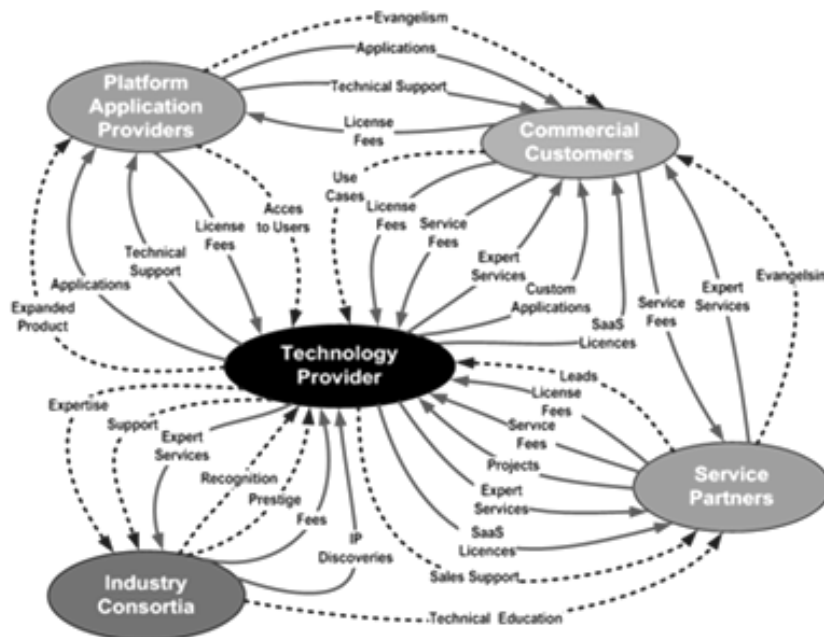 Evangelism
Applications
Technical Support
License
Fees
Platform
Application
Providers
Commercial
Customers
Use
Cases
License
Fees
Service
Fees
Expert
Services
Custom
Applications
SaaS
Licences
Service
Fees
Expert
Services
Evangelsim
Acces
to Users
License
Fees
Technical
Support
Applications
Expanded
Product
Technology
Provider
Leads
License
Fees
Service
Fees
Projects
Expert
Services
SaaS
Licences
Sales Support
Service
Partners
Expertise
Support
Expert
Services
Recognition
Prestige
Fees
IP
Discoveries
Industry
Consortia
Technical Education